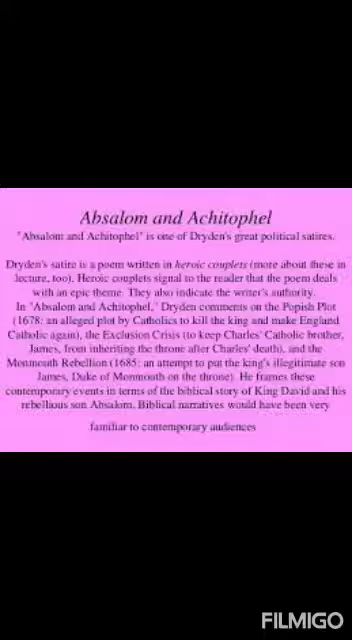 Absalom and Achitophel
"Absalom and Achitophel" is one of Dryden's great political satires.
Dryden's satire is a poem written in heroic couplets (more about these in
lecture, too). Heroic couplets signal to the reader that the poem deals
with an epic theme. They also indicate the writer's authority.
In "Absalom and Achitophel," Dryden comments on the Popish Plot
(1678: an alleged plot by Catholics to kill the king and make England
Catholic again), the Exclusion Crisis (to keep Charles' Catholic brother,
James, from inheriting the throne after Charles' death), and the
Monmouth Rebellion (1685: an attempt to put the king's illegitimate son
James, Duke of Monmouth on the throne). He frames these
contemporary events in terms of the biblical story of King David and his
rebellious son Absalom. Biblical narratives would have been very
familiar to contemporary audiences
FILMIGO